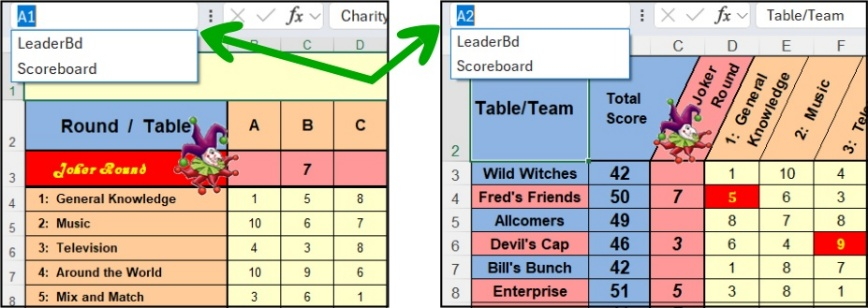 A1 fx Charity
LeaderBd
Scoreboard
B C D
1
2 Round / Table A B C
3 Joker Round 7
4 1: General Knowledge 1 5 8
5 2: Music 10 6 7
6 3: Television 4 3 8
7 4: Around the World 10 9 6
8 5: Mix and Match 3 6 1
A2 fx Table/Team
LeaderBd
Scoreboard
C D E F
2 Table/Team Total Score Joker Round 1: General Knowledge 2: Music 3:
3 Wild Witches 42 1 10 4
4 Fred's Friends 50 7 5 6 3
5 Allcomers 49 8 7 8
6 Devil's Cap 46 3 6 4 9
7 Bill's Bunch 42 1 8 7
8 Enterprise 51 5 3 8 1